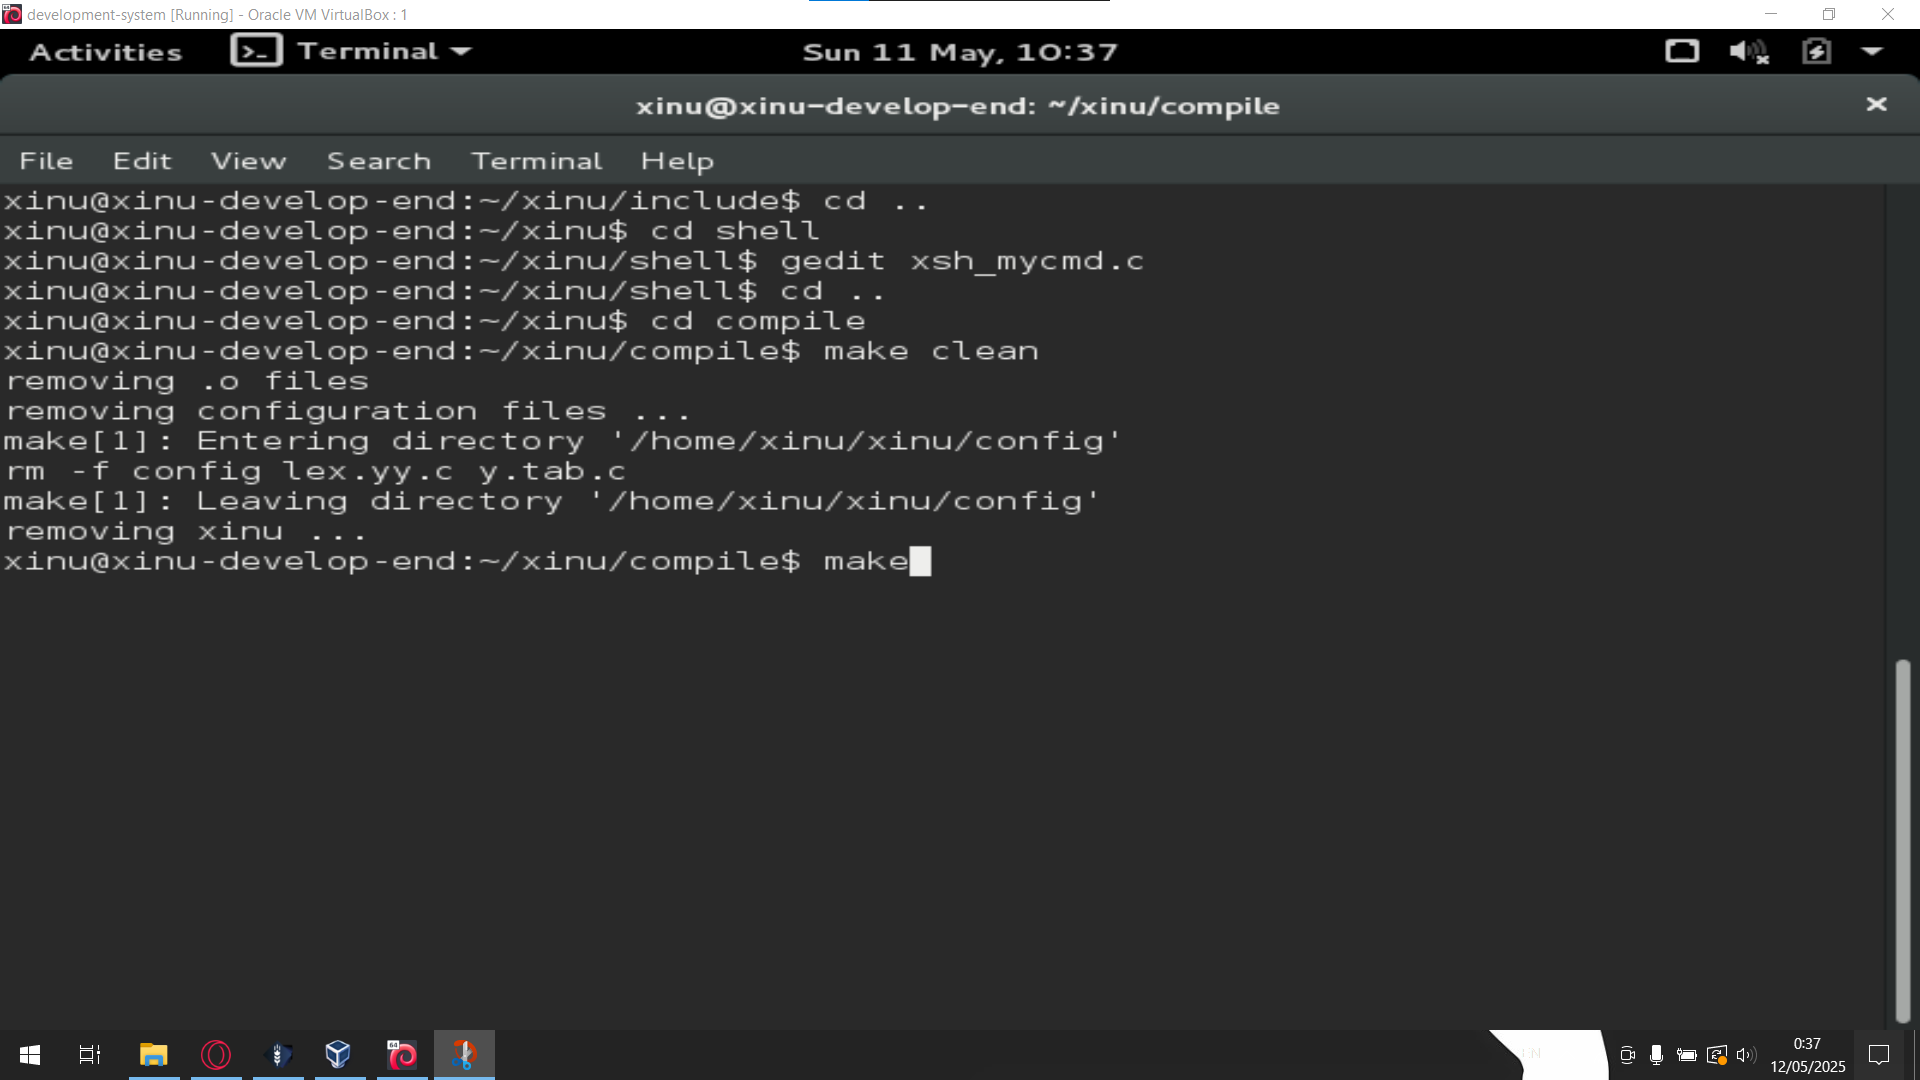 development-system [Running] - Oracle VM VirtualBox : 1
Activities Terminal Sun 11 May, 10:37
xinu@xinu-develop-end: ~/xinu/compile
File Edit View Search Terminal Help
xinu@xinu-develop-end:~/xinu/include$ cd ..
xinu@xinu-develop-end:~/xinu$ cd shell
xinu@xinu-develop-end:~/xinu/shell$ gedit xsh_mycmd.c
xinu@xinu-develop-end:~/xinu/shell$ cd ..
xinu@xinu-develop-end:~/xinu$ cd compile
xinu@xinu-develop-end:~/xinu/compile$ make clean
removing .o files
removing configuration files ...
make[1]: Entering directory '/home/xinu/xinu/config'
rm -f config lex.yy.c y.tab.c
make[1]: Leaving directory '/home/xinu/xinu/config'
removing xinu ...
xinu@xinu-develop-end:~/xinu/compile$ make
64
0:37
12/05/2025